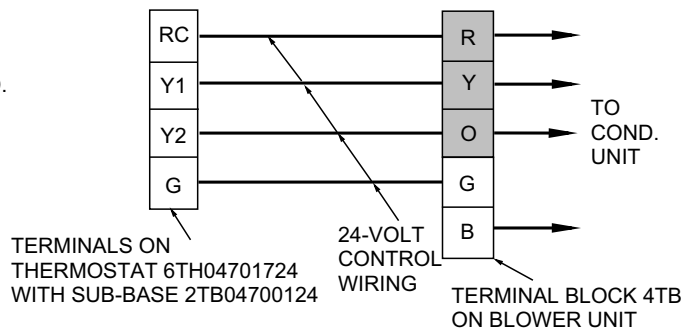 RC
Y1
Y2
G
R
Y
O
G
B
TO
COND.
UNIT
TERMINALS ON
THERMOSTAT 6TH04701724
WITH SUB-BASE 2TB04700124
24-VOLT
CONTROL
WIRING
TERMINAL BLOCK 4TB
ON BLOWER UNIT